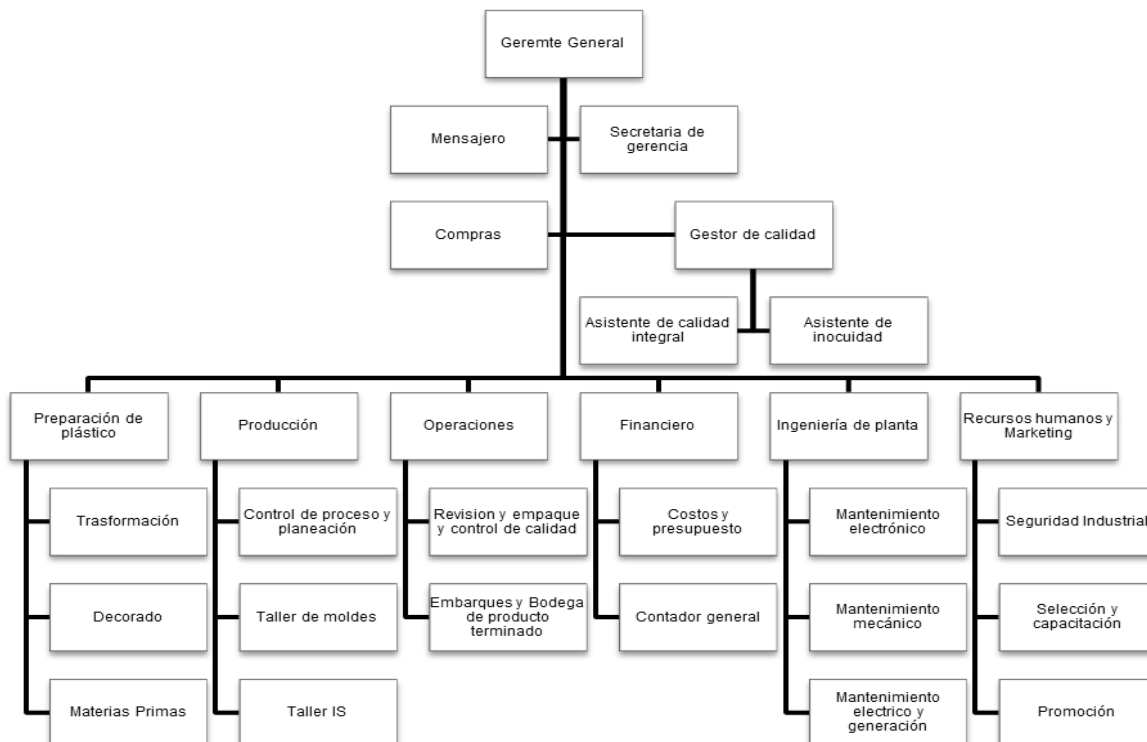 Geremte General
Mensajero
Secretaria de
gerencia
Compras
Gestor de calidad
Asistente de calidad
integral
Asistente de
inocuidad
Preparación de
plástico
Producción
Operaciones
Financiero
Ingeniería de planta
Recursos humanos y
Marketing
Trasformación
Control de proceso y
planeación
Revision y empaque
y control de calidad
Costos y
presupuesto
Mantenimiento
electrónico
Seguridad Industrial
Decorado
Taller de moldes
Embarques y Bodega
de producto
terminado
Contador general
Mantenimiento
mecánico
Selección y
capacitación
Materias Primas
Taller IS
Mantenimiento
electrico y
generación
Promoción